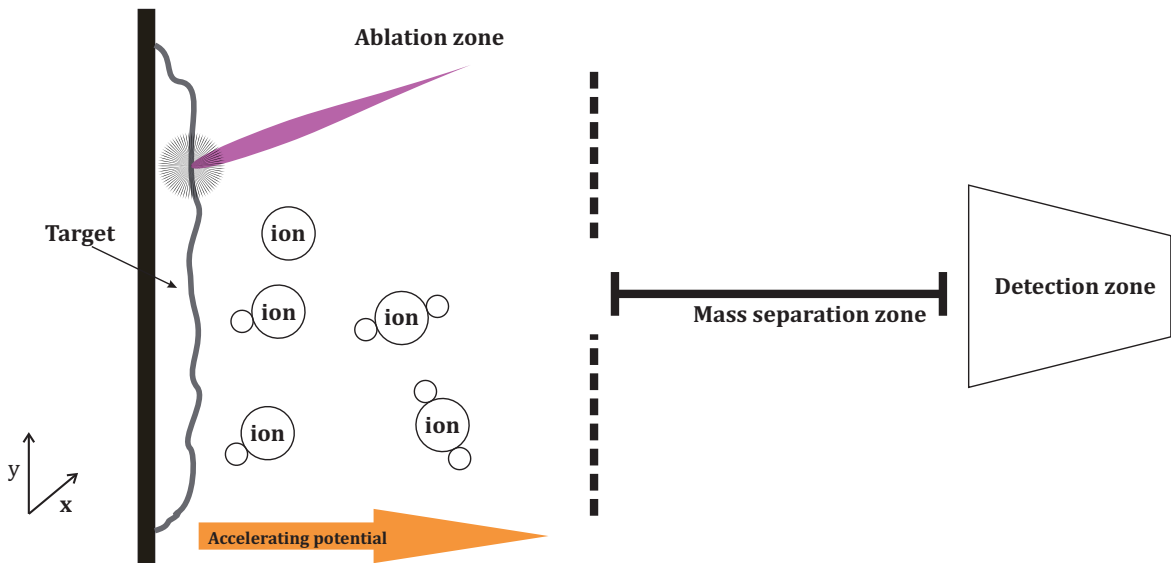 Ablation zone
Target
ion
ion
ion
ion
ion
Mass separation zone
Detection zone
y
x
Accelerating potential